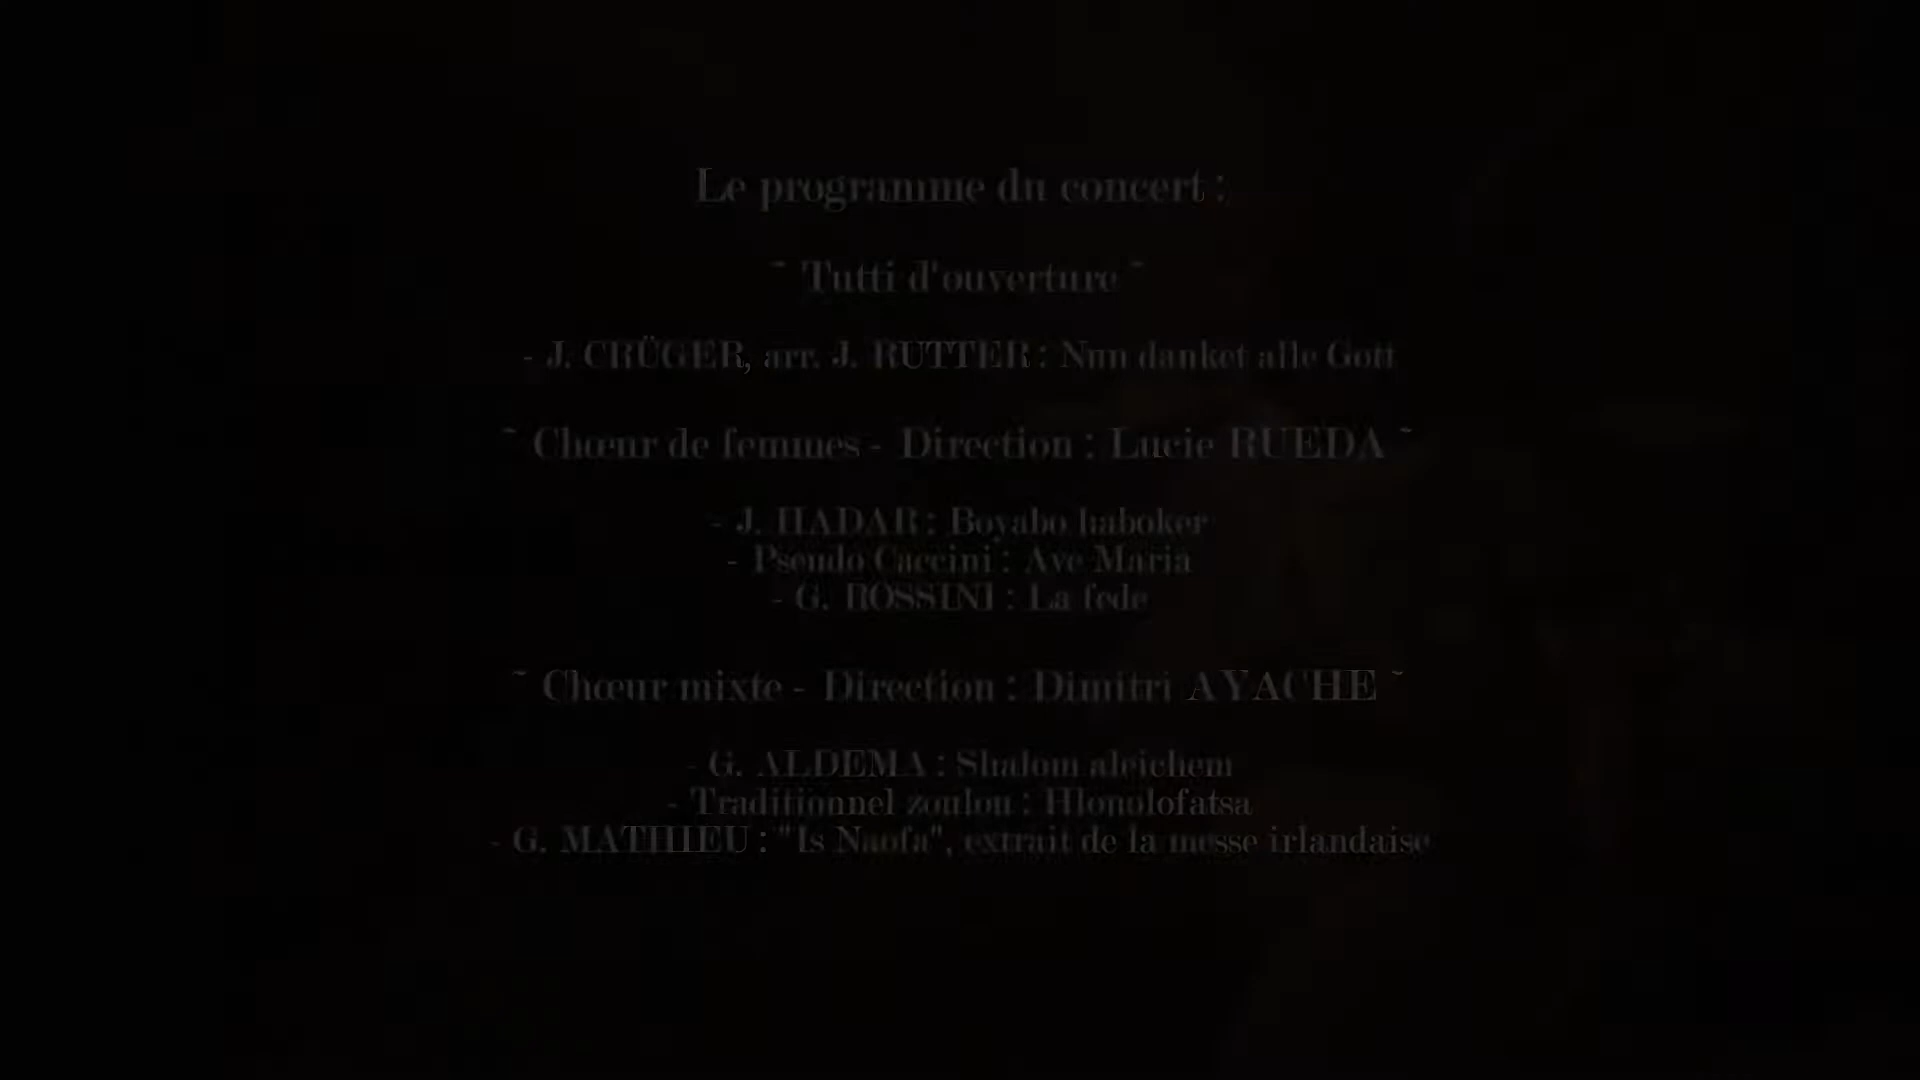 Le programme du concert :
~ Tutti d'ouverture ~
- J. CRÜGER, arr. J. RUTTER : Nun danket alle Gott
~ Chœur de femmes - Direction : Lucie RUEDA ~
- J. HADAR : Boyabo haboker
- Pseudo Caccini : Ave Maria
- G. ROSSINI : La fede
~ Chœur mixte - Direction : Dimitri AYACHE ~
- G. ALDEMA : Shalom aleichem
- Traditionnel zoulou : Hlonolofatsa
- G. MATHIEU : "Is Naofa", extrait de la messe irlandaise